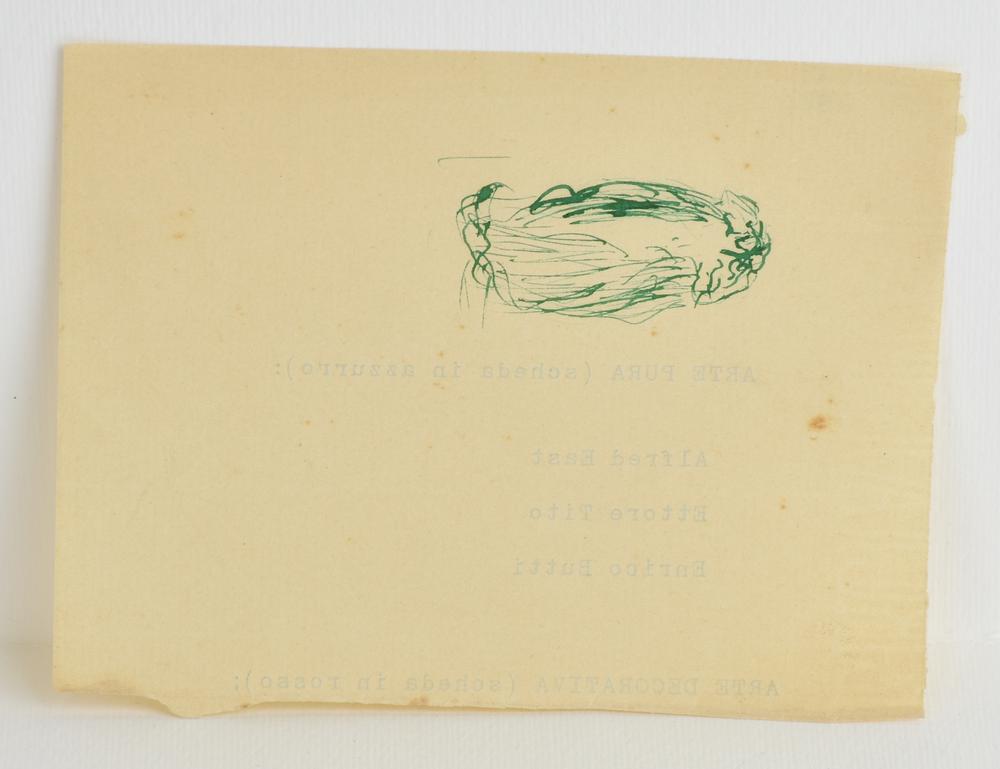 ARTE PURA (scheda in azzurro):
Alfred East
Ettore Tito
Enrico Butti
ARTE DECORATIVA (scheda in rosso):